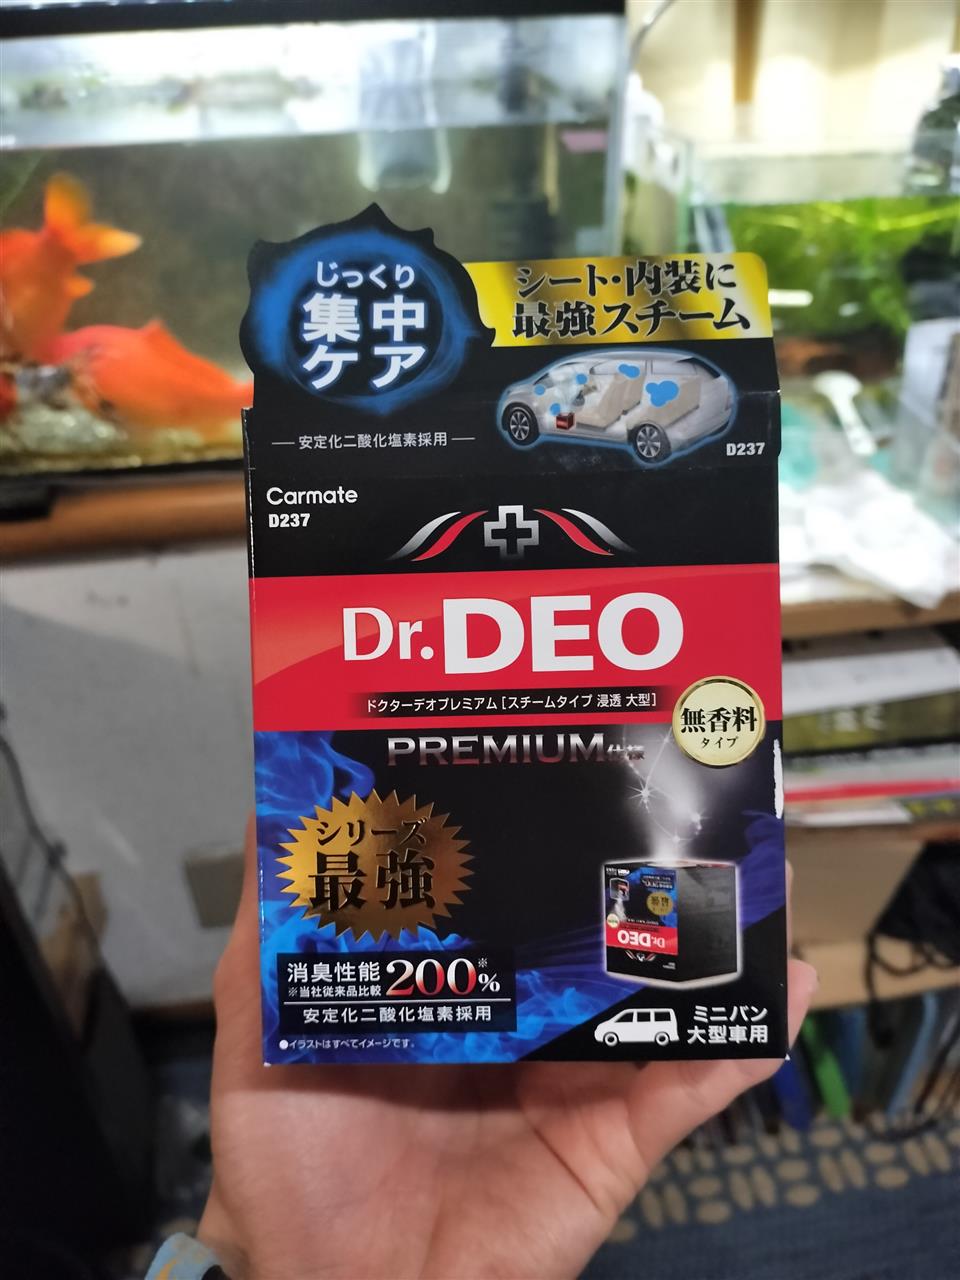 じっくり
集中
ケア
シート・内装に
最強スチーム
安定化二酸化塩素採用
D237
Carmate
D237
Dr.DEO
ドクターデオプレミアム [スチームタイプ 浸透 大型]
無香料
タイプ
PREMIUM仕様
シリーズ
最強
消臭性能
※当社従来品比較
200%※
安定化二酸化塩素採用
Dr.DEO
ミニバン
大型車用
●イラストはすべてイメージです。